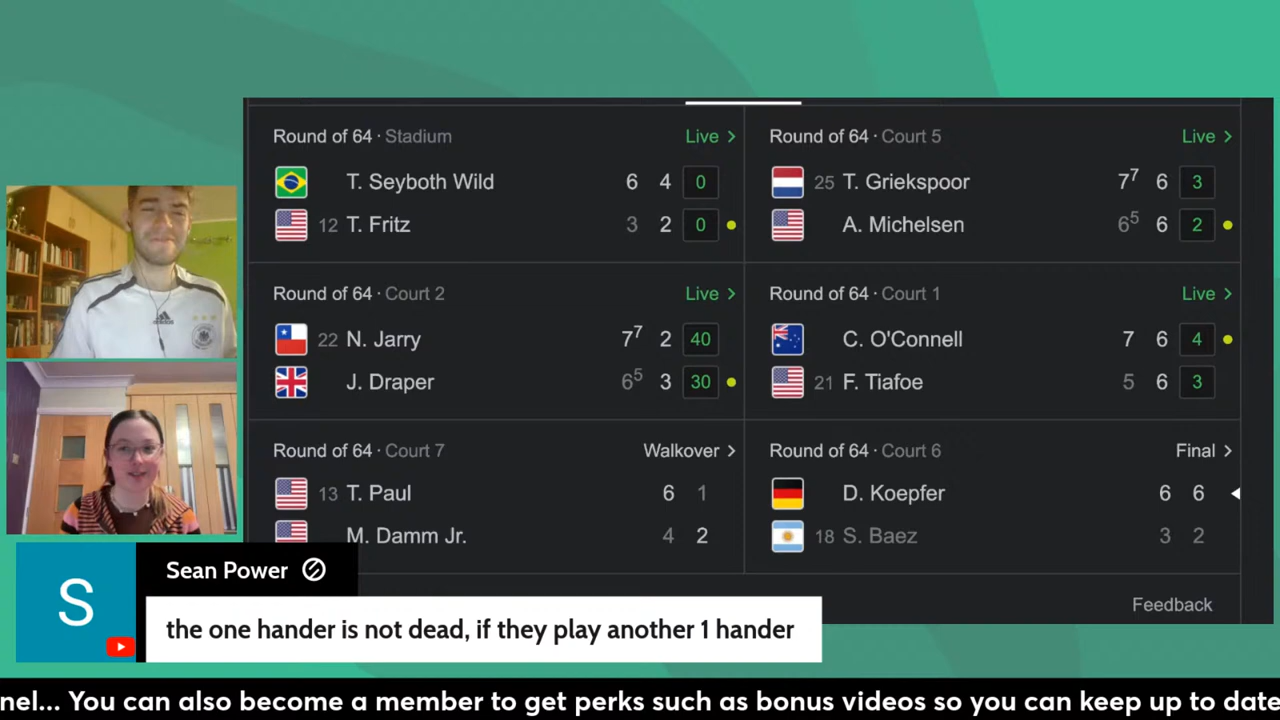 Round of 64 · Stadium Live >
T. Seyboth Wild 6 4 0
12 T. Fritz 3 2 0
Round of 64 · Court 5 Live >
25 T. Griekspoor 7⁷ 6 3
A. Michelsen 6⁵ 6 2
Round of 64 · Court 2 Live >
22 N. Jarry 7⁷ 2 40
J. Draper 6⁵ 3 30
Round of 64 · Court 1 Live >
C. O'Connell 7 6 4
21 F. Tiafoe 5 6 3
Round of 64 · Court 7 Walkover >
13 T. Paul 6 1
M. Damm Jr. 4 2
Round of 64 · Court 6 Final >
D. Koepfer 6 6
18 S. Baez 3 2
Feedback
S
Sean Power
the one hander is not dead, if they play another 1 hander
nel... You can also become a member to get perks such as bonus videos so you can keep up to date